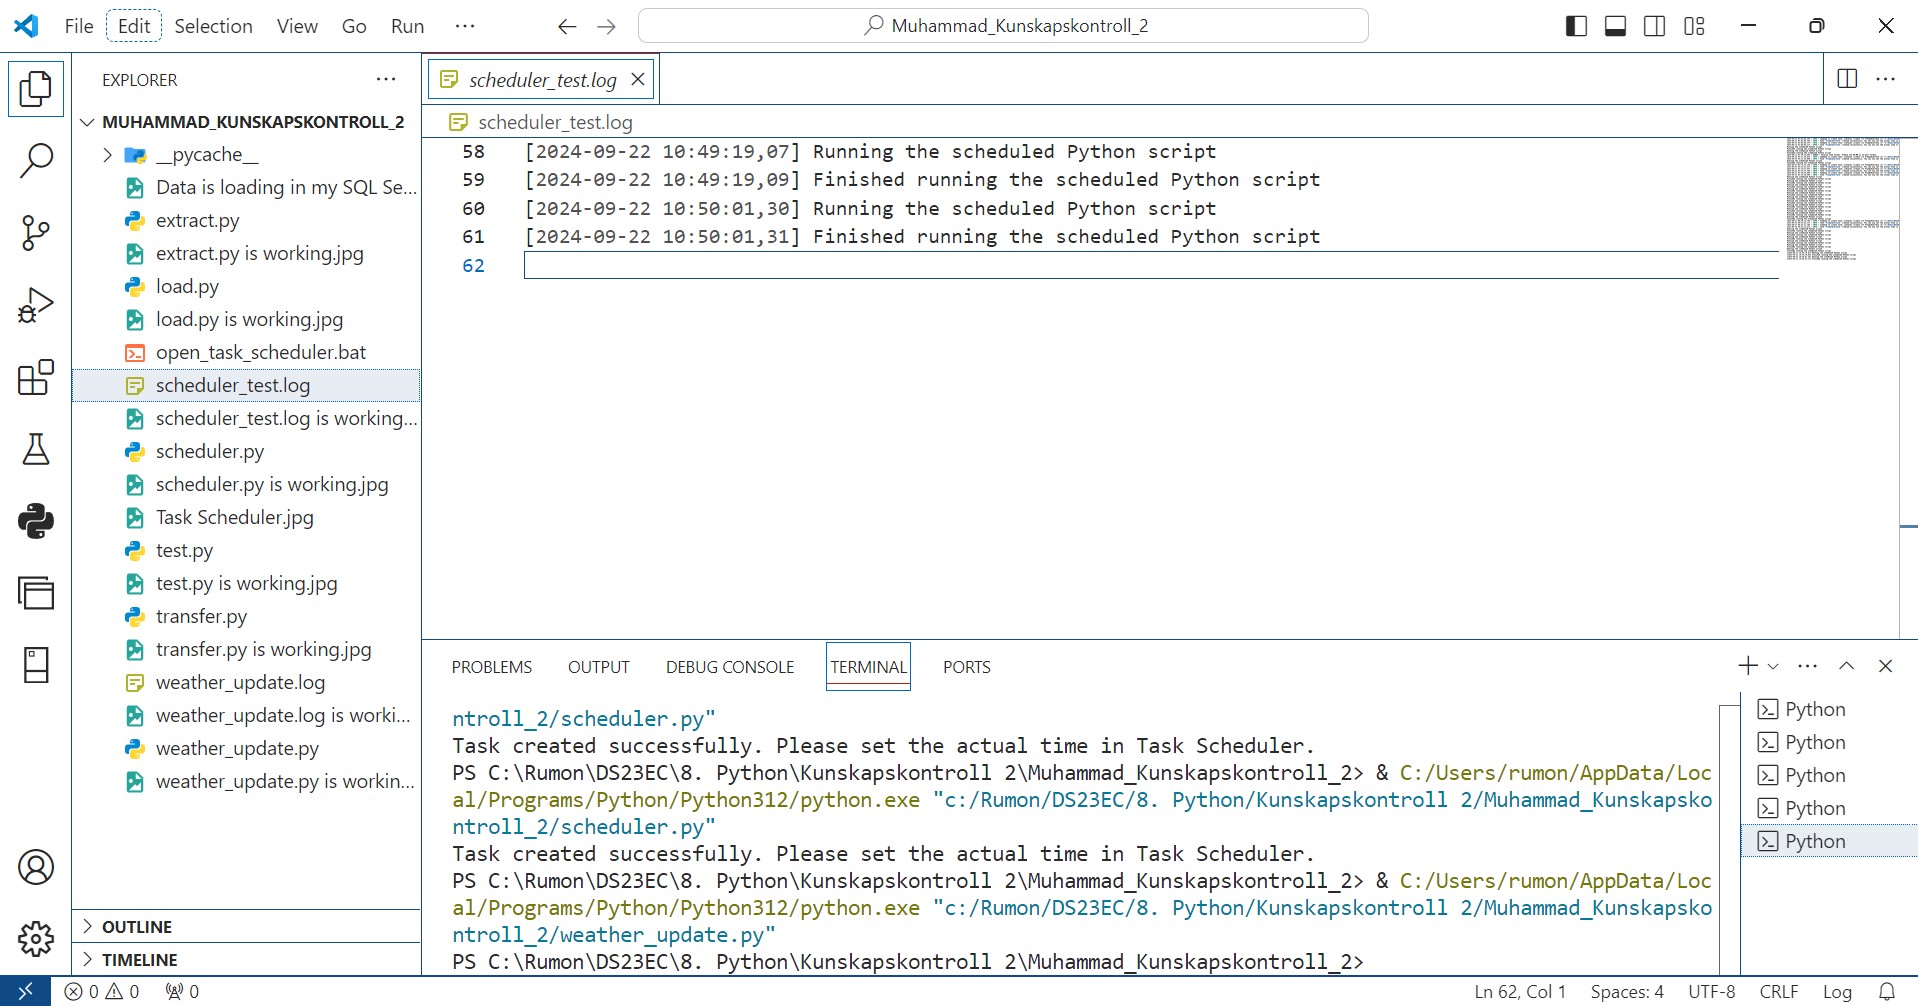 File Edit Selection View Go Run ··· Muhammad_Kunskapskontroll_2
EXPLORER ···
MUHAMMAD_KUNSKAPSKONTROLL_2
__pycache__
Data is loading in my SQL Se...
extract.py
extract.py is working.jpg
load.py
load.py is working.jpg
open_task_scheduler.bat
scheduler_test.log
scheduler_test.log is working...
scheduler.py
scheduler.py is working.jpg
Task Scheduler.jpg
test.py
test.py is working.jpg
transfer.py
transfer.py is working.jpg
weather_update.log
weather_update.log is worki...
weather_update.py
weather_update.py is workin...
OUTLINE
TIMELINE
scheduler_test.log
scheduler_test.log
58 [2024-09-22 10:49:19,07] Running the scheduled Python script
59 [2024-09-22 10:49:19,09] Finished running the scheduled Python script
60 [2024-09-22 10:50:01,30] Running the scheduled Python script
61 [2024-09-22 10:50:01,31] Finished running the scheduled Python script
62
PROBLEMS OUTPUT DEBUG CONSOLE TERMINAL PORTS
ntroll_2/scheduler.py"
Task created successfully. Please set the actual time in Task Scheduler.
PS C:\Rumon\DS23EC\8. Python\Kunskapskontroll 2\Muhammad_Kunskapskontroll_2> & C:/Users/rumon/AppData/Loc
al/Programs/Python/Python312/python.exe "c:/Rumon/DS23EC/8. Python/Kunskapskontroll 2/Muhammad_Kunskapsko
ntroll_2/scheduler.py"
Task created successfully. Please set the actual time in Task Scheduler.
PS C:\Rumon\DS23EC\8. Python\Kunskapskontroll 2\Muhammad_Kunskapskontroll_2> & C:/Users/rumon/AppData/Loc
al/Programs/Python/Python312/python.exe "c:/Rumon/DS23EC/8. Python/Kunskapskontroll 2/Muhammad_Kunskapsko
ntroll_2/weather_update.py"
PS C:\Rumon\DS23EC\8. Python\Kunskapskontroll 2\Muhammad_Kunskapskontroll_2>
Python
Python
Python
Python
Python
0 0 0 Ln 62, Col 1 Spaces: 4 UTF-8 CRLF Log